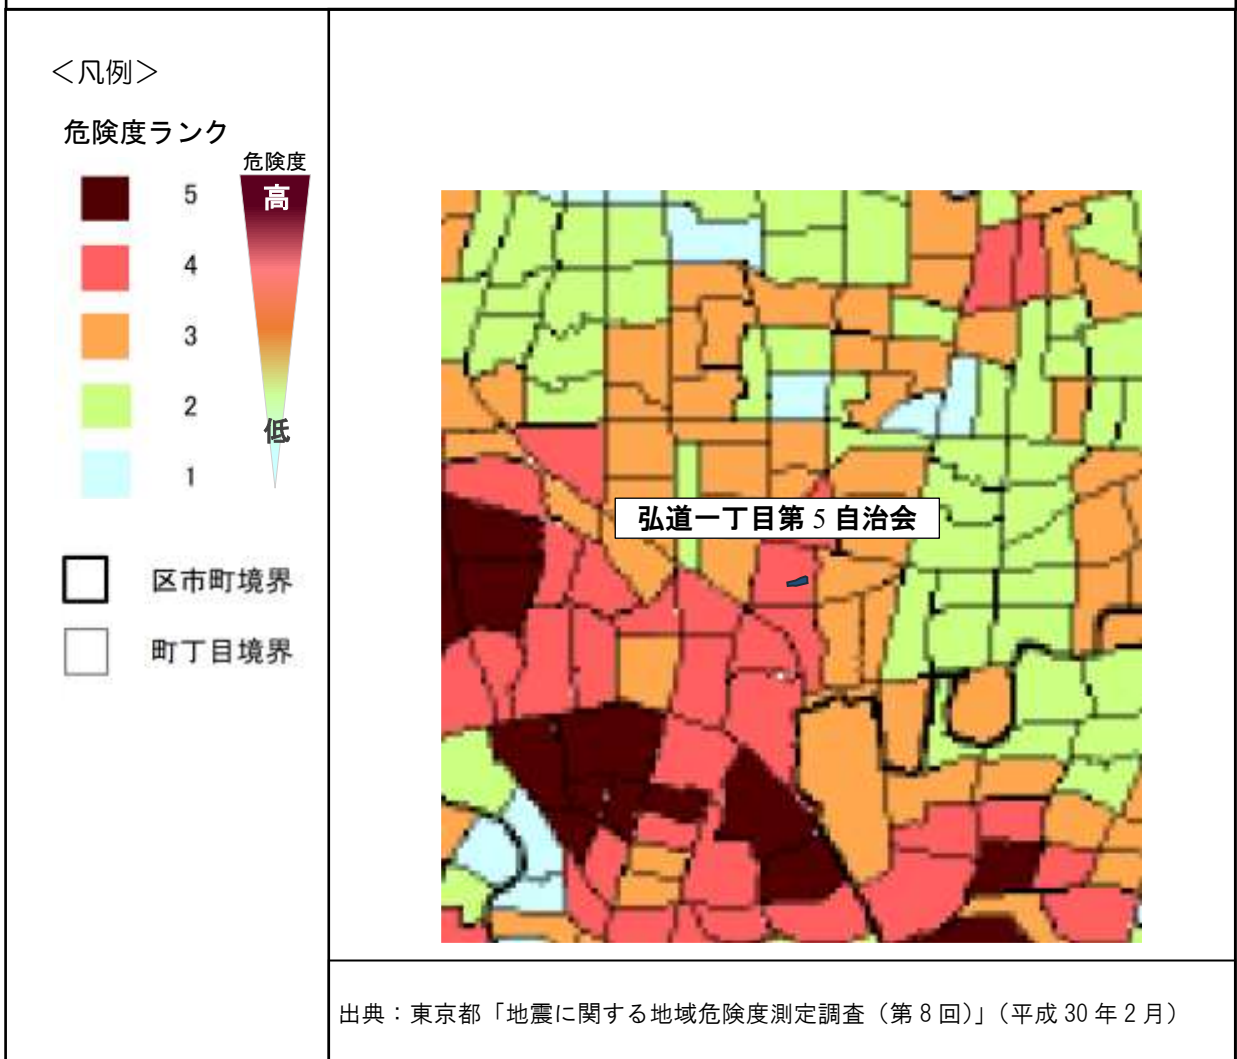 ＜凡例＞
危険度ランク
危険度
高
5
4
3
2
低
1
区市町境界
町丁目境界
弘道一丁目第 5 自治会
出典：東京都「地震に関する地域危険度測定調査（第 8 回）」（平成 30 年 2 月）